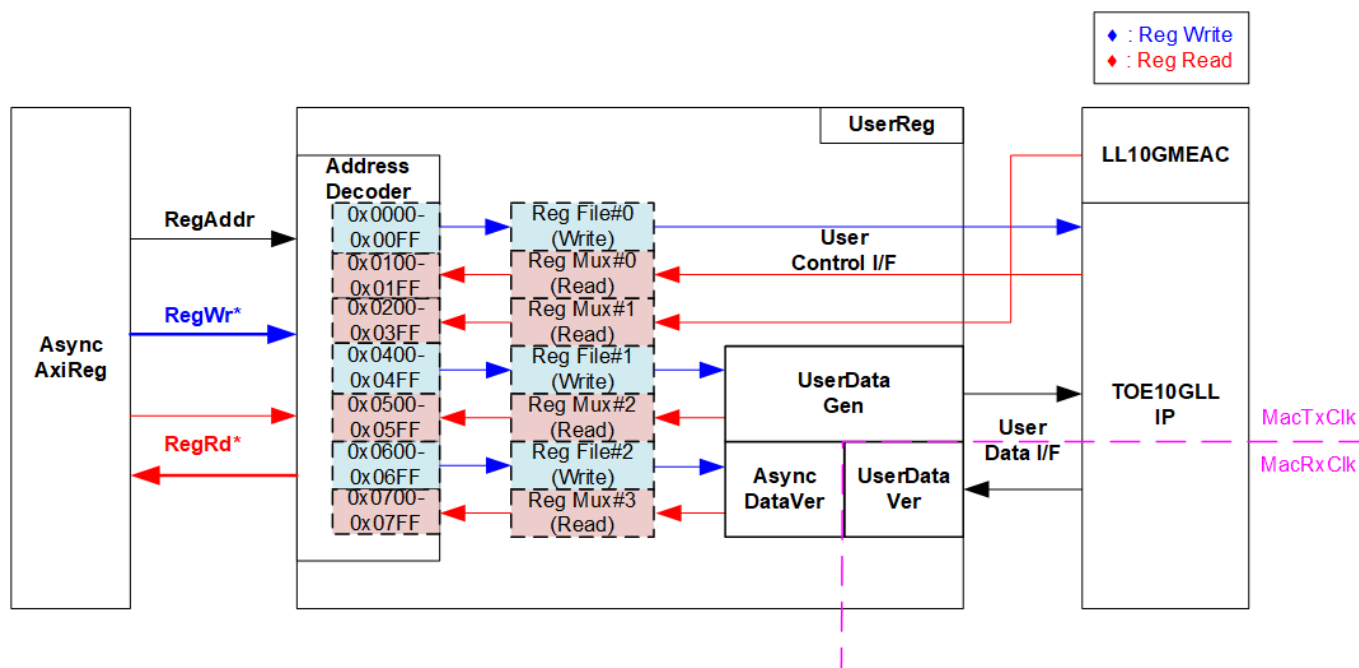 ♦ : Reg Write
♦ : Reg Read
UserReg
LL10GMEAC
Address
Decoder
RegAddr
0x0000-
0x00FF
Reg File#0
(Write)
User
Control I/F
0x0100-
0x01FF
Reg Mux#0
(Read)
RegWr*
0x0200-
0x03FF
Reg Mux#1
(Read)
Async
AxiReg
0x0400-
0x04FF
Reg File#1
(Write)
UserData
Gen
TOE10GLL
IP
0x0500-
0x05FF
Reg Mux#2
(Read)
RegRd*
User
Data I/F
MacTxClk
MacRxClk
0x0600-
0x06FF
Reg File#2
(Write)
Async
DataVer
UserData
Ver
0x0700-
0x07FF
Reg Mux#3
(Read)